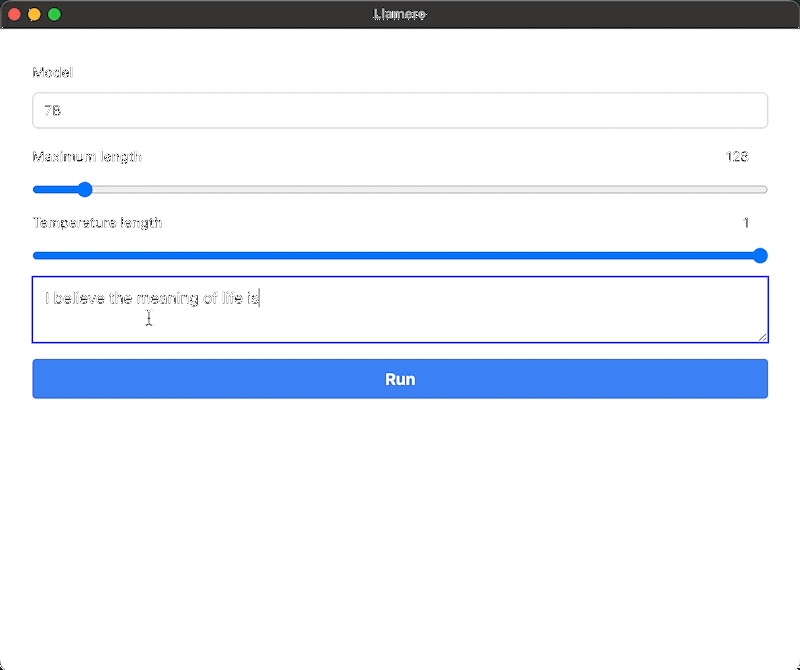 Llamero
Model
7B
Maximum length 128
Temperature length 1
I believe the meaning of life is
Run